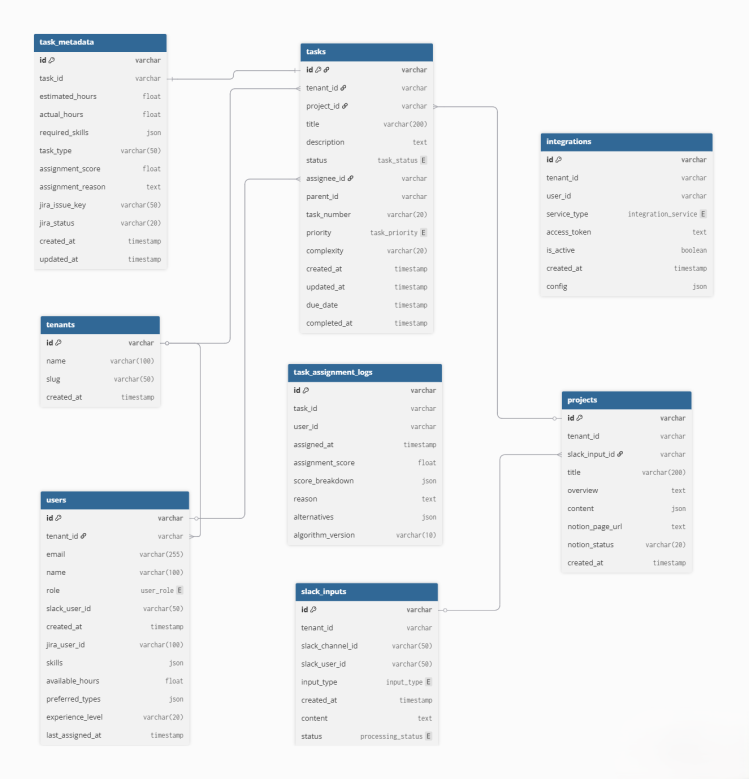 task_metadata
id varchar
task_id varchar
estimated_hours float
actual_hours float
required_skills json
task_type varchar(50)
assignment_score float
assignment_reason text
jira_issue_key varchar(50)
jira_status varchar(20)
created_at timestamp
updated_at timestamp
tasks
id varchar
tenant_id varchar
project_id varchar
title varchar(200)
description text
status task_status E
assignee_id varchar
parent_id varchar
task_number varchar(20)
priority task_priority E
complexity varchar(20)
created_at timestamp
updated_at timestamp
due_date timestamp
completed_at timestamp
integrations
id varchar
tenant_id varchar
user_id varchar
service_type integration_service E
access_token text
is_active boolean
created_at timestamp
config json
tenants
id varchar
name varchar(100)
slug varchar(50)
created_at timestamp
task_assignment_logs
id varchar
task_id varchar
user_id varchar
assigned_at timestamp
assignment_score float
score_breakdown json
reason text
alternatives json
algorithm_version varchar(10)
projects
id varchar
tenant_id varchar
slack_input_id varchar
title varchar(200)
overview text
content json
notion_page_url text
notion_status varchar(20)
created_at timestamp
users
id varchar
tenant_id varchar
email varchar(255)
name varchar(100)
role user_role E
slack_user_id varchar(50)
created_at timestamp
jira_user_id varchar(100)
skills json
available_hours float
preferred_types json
experience_level varchar(20)
last_assigned_at timestamp
slack_inputs
id varchar
tenant_id varchar
slack_channel_id varchar(50)
slack_user_id varchar(50)
input_type input_type E
created_at timestamp
content text
status processing_status E